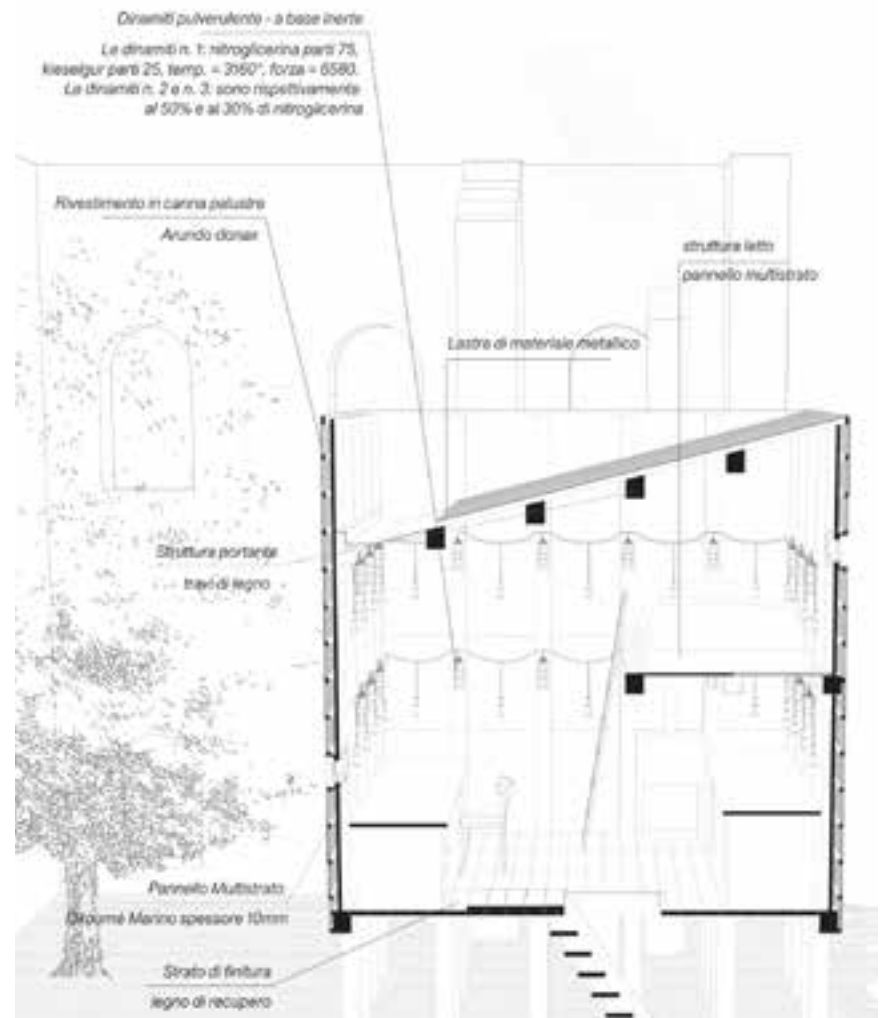 Dinamiti pulverulente - a base inerte
Le dinamiti n. 1: nitroglicerina parti 75,
kieselgur parti 25, temp. = 3160°, forza = 6580.
Le dinamiti n. 2 e n. 3: sono rispettivamente
al 50% e al 30% di nitroglicerina
Rivestimento in canna palustre
Arundo donax
struttura letto
pannello multistrato
Lastra di materiale metallico
Struttura portante
travi di legno
Pannello Multistrato
Okoumé Marino spessore 10mm
Strato di finitura
legno di recupero